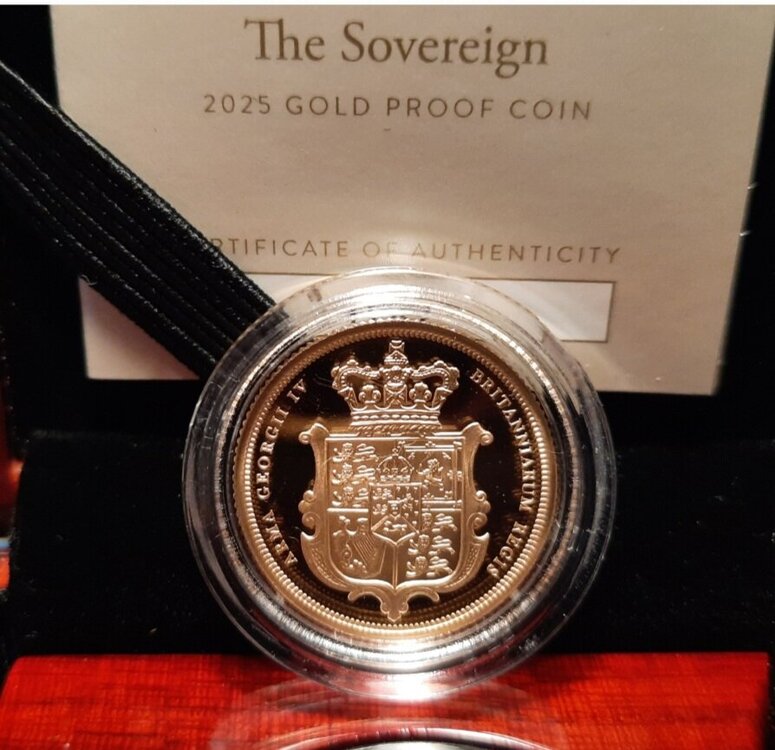 The Sovereign
2025 GOLD PROOF COIN
RTIFICATE OF AUTHENTICITY
ARMA GEORGII IV
BRITANNIARUM REGIS